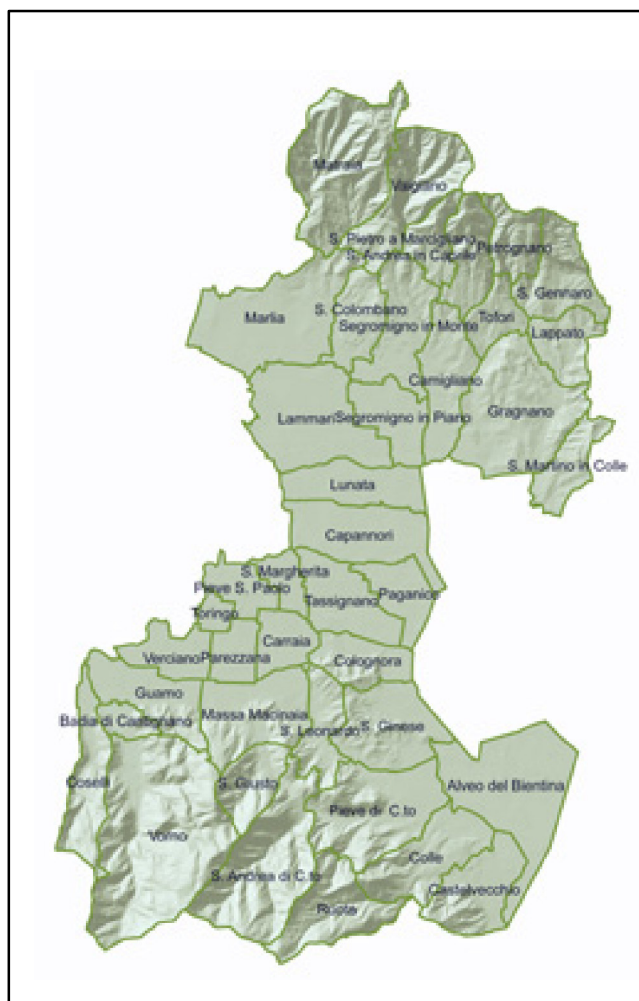 Matraia
Valgiano
S. Pietro a Marcigliano
S. Andrea in Caprile
Petrognano
S. Gennaro
S. Colombano
Marlia
Segromigno in Monte
Tofori
Lappato
Camigliano
Gragnano
Lammari
Segromigno in Piano
S. Martino in Colle
Lunata
Capannori
S. Margherita
Pieve S. Paolo
Tassignano
Paganico
Toringo
Carraia
Verciano
Parezzana
Colognora
Guamo
Badia di Cantignano
Massa Macinaia
S. Leonardo
S. Ginese
Coselli
S. Giusto
Alveo del Bientina
Vorno
Pieve di C.to
Colle
S. Andrea di C.to
Castelvecchio
Ruota